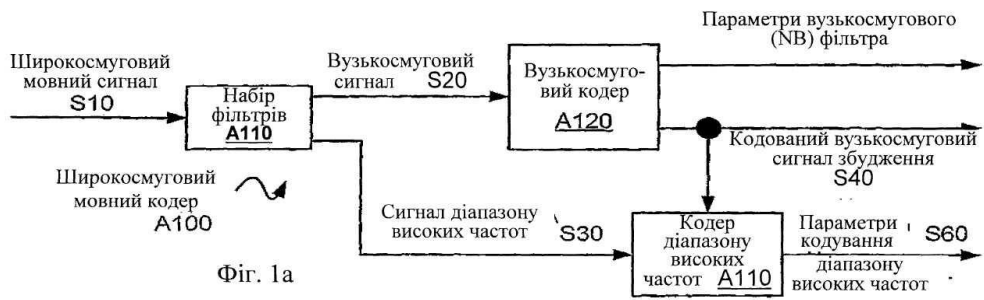 Параметри вузькосмугового
(NB) фільтра
Широкосмуговий
мовний сигнал
S10
Вузькосмуговий
сигнал S20
Вузькосмуго-
вий кодер
A120
Набір
фільтрів
A110
Кодований вузькосмуговий
сигнал збудження
S40
Широкосмуговий
мовний кодер
A100
Сигнал діапазону
високих частот S30
Кодер
діапазону
високих
частот A110
Параметри S60
кодування
діапазону
високих частот
Фіг. 1а